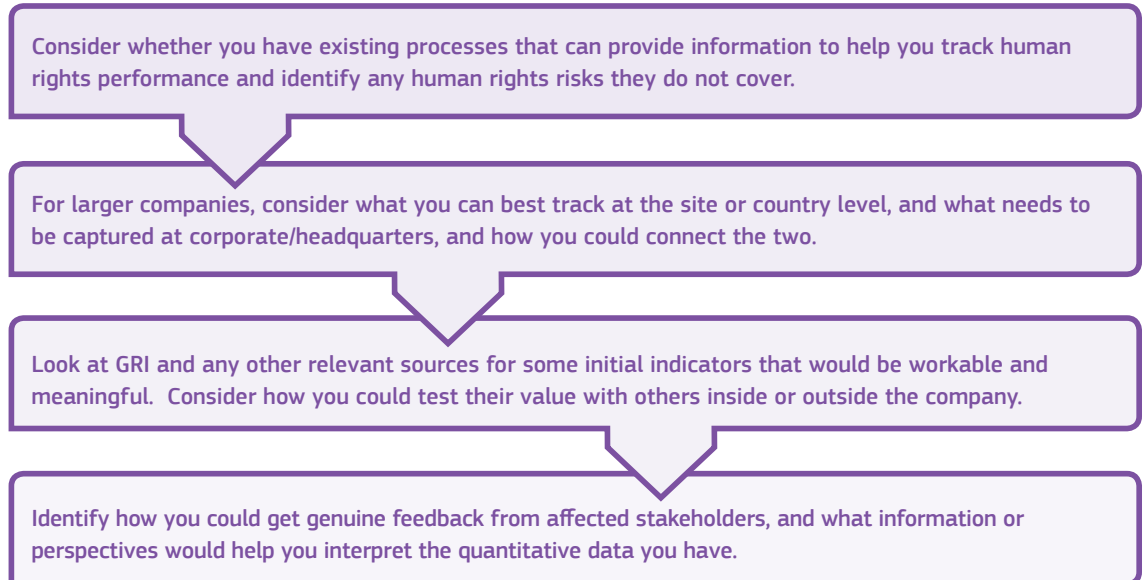 Consider whether you have existing processes that can provide information to help you track human
rights performance and identify any human rights risks they do not cover.
For larger companies, consider what you can best track at the site or country level, and what needs to
be captured at corporate/headquarters, and how you could connect the two.
Look at GRI and any other relevant sources for some initial indicators that would be workable and
meaningful.  Consider how you could test their value with others inside or outside the company.
Identify how you could get genuine feedback from affected stakeholders, and what information or
perspectives would help you interpret the quantitative data you have.